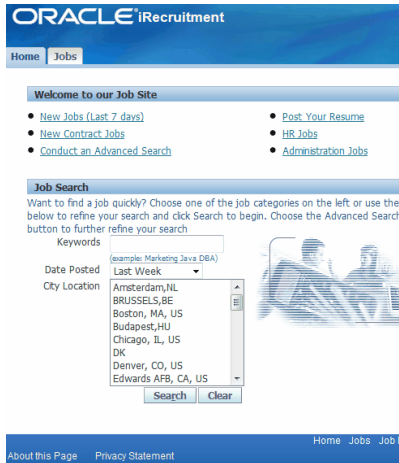 ORACLE iRecruitment
Home Jobs
Welcome to our Job Site
New Jobs (Last 7 days)
Post Your Resume
New Contract Jobs
HR Jobs
Conduct an Advanced Search
Administration Jobs
Job Search
Want to find a job quickly? Choose one of the job categories on the left or use the
below to refine your search and click Search to begin. Choose the Advanced Search
button to further refine your search
Keywords
(example: Marketing Java DBA)
Date Posted Last Week
City Location Amsterdam,NL
BRUSSELS,BE
Boston, MA, US
Budapest,HU
Chicago, IL, US
DK
Denver, CO, US
Edwards AFB, CA, US
Search Clear
Home Jobs Job
About this Page Privacy Statement